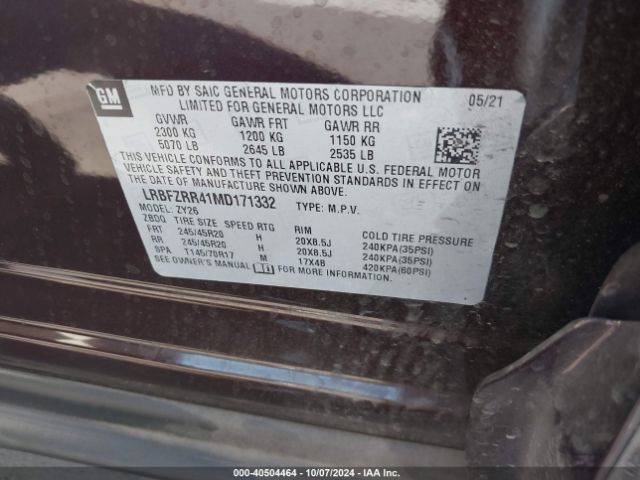 GM
MFD BY SAIC GENERAL MOTORS CORPORATION 05/21
LIMITED FOR GENERAL MOTORS LLC
GVWR GAWR FRT GAWR RR
2300 KG 1200 KG 1150 KG
5070 LB 2645 LB 2535 LB
THIS VEHICLE CONFORMS TO ALL APPLICABLE U.S. FEDERAL MOTOR
VEHICLE SAFETY AND THEFT PREVENTION STANDARDS IN EFFECT ON
THE DATE OF MANUFACTURE SHOWN ABOVE.
LRBFZRR41MD171332 TYPE: M.P.V.
MODEL: ZY26
ZBDQ TIRE SIZE SPEED RTG RIM COLD TIRE PRESSURE
FRT 245/45R20 H 20X8.5J 240KPA(35PSI)
RR 245/45R20 H 20X8.5J 240KPA(35PSI)
SPA T145/70R17 M 17X4B 420KPA(60PSI)
SEE OWNER'S MANUAL FOR MORE INFORMATION.
000-40504464 - 10/07/2024 - IAA Inc.